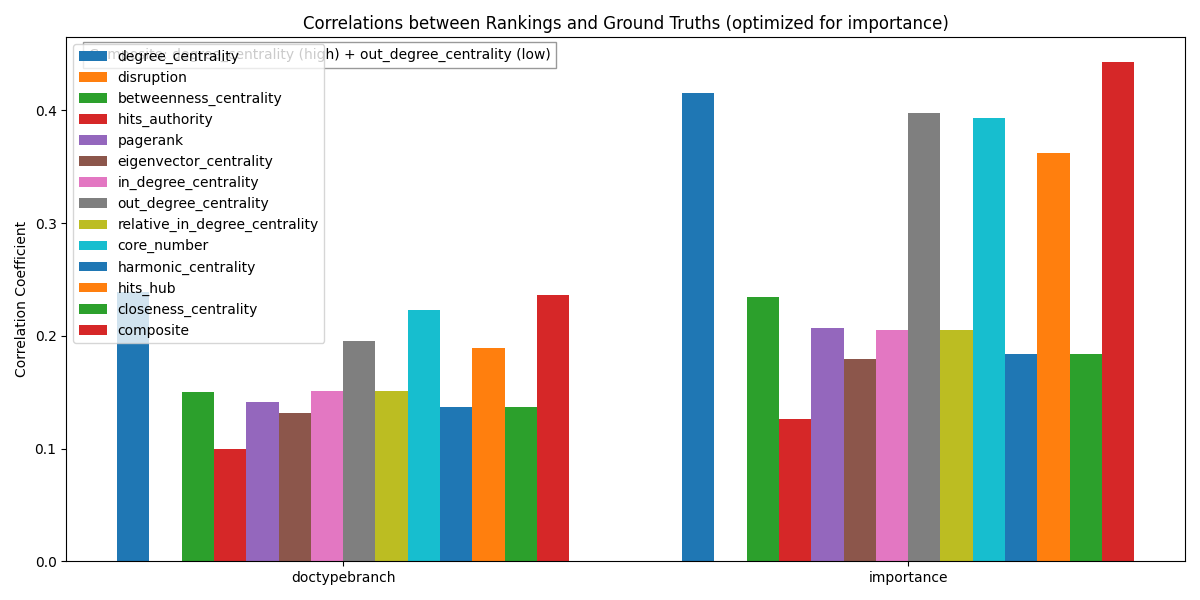 Correlations between Rankings and Ground Truths (optimized for importance)
Composite: degree_centrality (high) + out_degree_centrality (low)
degree_centrality
disruption
betweenness_centrality
hits_authority
pagerank
eigenvector_centrality
in_degree_centrality
out_degree_centrality
relative_in_degree_centrality
core_number
harmonic_centrality
hits_hub
closeness_centrality
composite
Correlation Coefficient
0.4
0.3
0.2
0.1
0.0
doctypebranch
importance